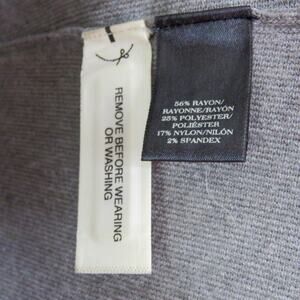 REMOVE BEFORE WEARING
OR WASHING
56% RAYON/
RAYONNE/RAYÓN
25% POLYESTER/
POLIÉSTER
17% NYLON/NILÓN
2% SPANDEX